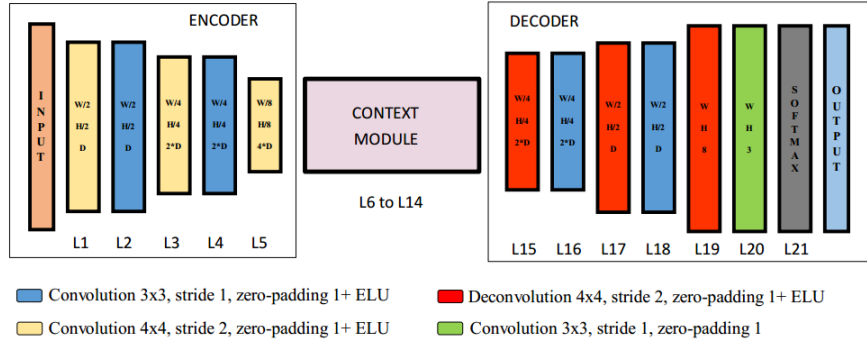 ENCODER
DECODER
INPUT
W/2
H/2
D
W/2
H/2
D
W/4
H/4
2*D
W/4
H/4
2*D
W/8
H/8
4*D
CONTEXT
MODULE
W/4
H/4
2*D
W/4
H/4
2*D
W/2
H/2
D
W/2
H/2
D
W
H
8
W
H
3
SOFTMAX
OUTPUT
L1
L2
L3
L4
L5
L6 to L14
L15
L16
L17
L18
L19
L20
L21
Convolution 3x3, stride 1, zero-padding 1+ ELU
Deconvolution 4x4, stride 2, zero-padding 1+ ELU
Convolution 4x4, stride 2, zero-padding 1+ ELU
Convolution 3x3, stride 1, zero-padding 1